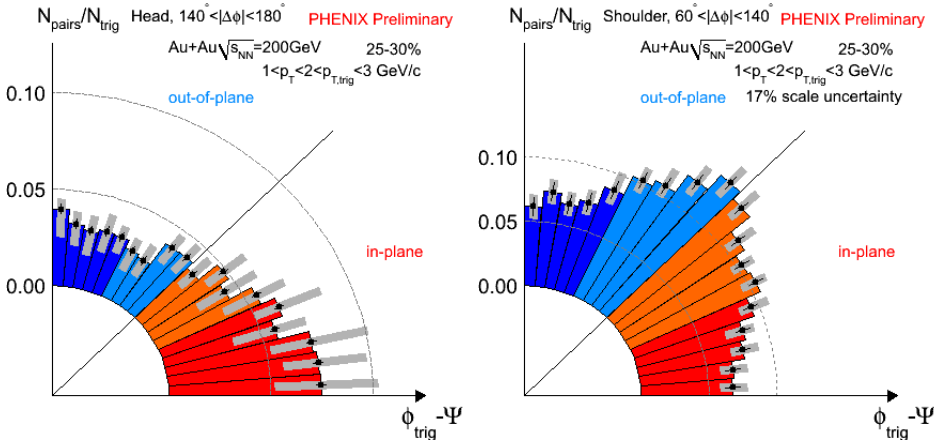 N_pairs/N_trig Head, 140°<|Δϕ|<180° PHENIX Preliminary
Au+Au√s_NN=200GeV 25-30%
1<p_T<2<p_T,trig<3 GeV/c
out-of-plane
0.10
0.05
0.00
in-plane
ϕ_trig-Ψ
N_pairs/N_trig Shoulder, 60°<|Δϕ|<140° PHENIX Preliminary
Au+Au√s_NN=200GeV 25-30%
1<p_T<2<p_T,trig<3 GeV/c
out-of-plane 17% scale uncertainty
0.10
0.05
0.00
in-plane
ϕ_trig-Ψ